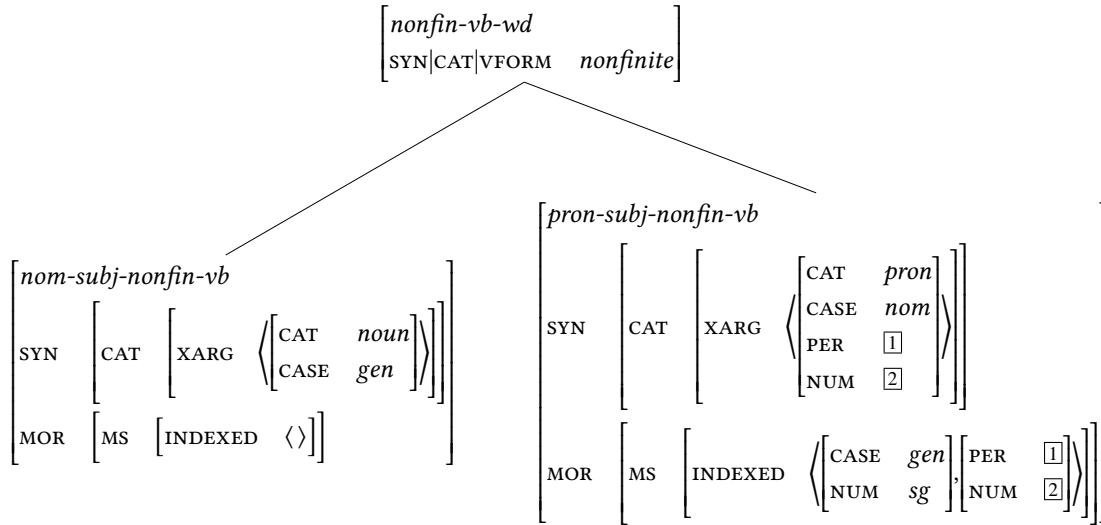 nonfin-vb-wd
SYN|CAT|VFORM nonfinite
nom-subj-nonfin-vb
SYN [CAT [XARG ⟨[CAT noun
CASE gen]⟩]]
MOR [MS [INDEXED ⟨⟩]]
pron-subj-nonfin-vb
SYN [CAT [XARG ⟨[CAT pron
CASE nom
PER 1
NUM 2]⟩]]
MOR [MS [INDEXED ⟨[CASE gen
NUM sg],[PER 1
NUM 2]⟩]]